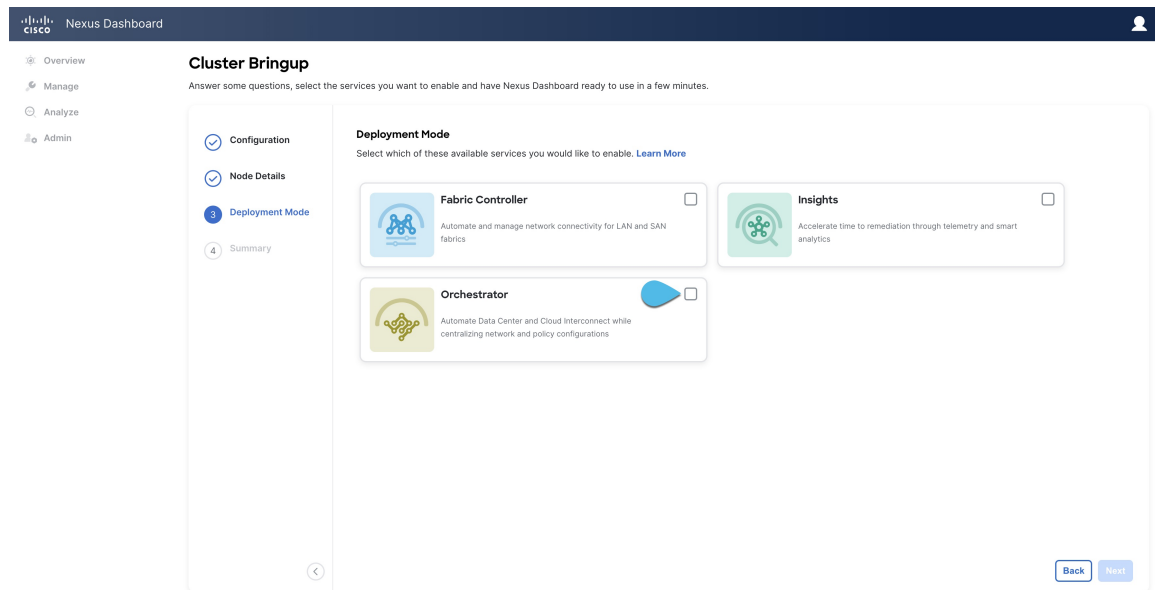 CISCO Nexus Dashboard
Overview
Manage
Analyze
Admin
Cluster Bringup
Answer some questions, select the services you want to enable and have Nexus Dashboard ready to use in a few minutes.
Configuration
Node Details
3 Deployment Mode
4 Summary
Deployment Mode
Select which of these available services you would like to enable. Learn More
Fabric Controller
Automate and manage network connectivity for LAN and SAN
fabrics
Insights
Accelerate time to remediation through telemetry and smart
analytics
Orchestrator
Automate Data Center and Cloud Interconnect while
centralizing network and policy configurations
Back Next